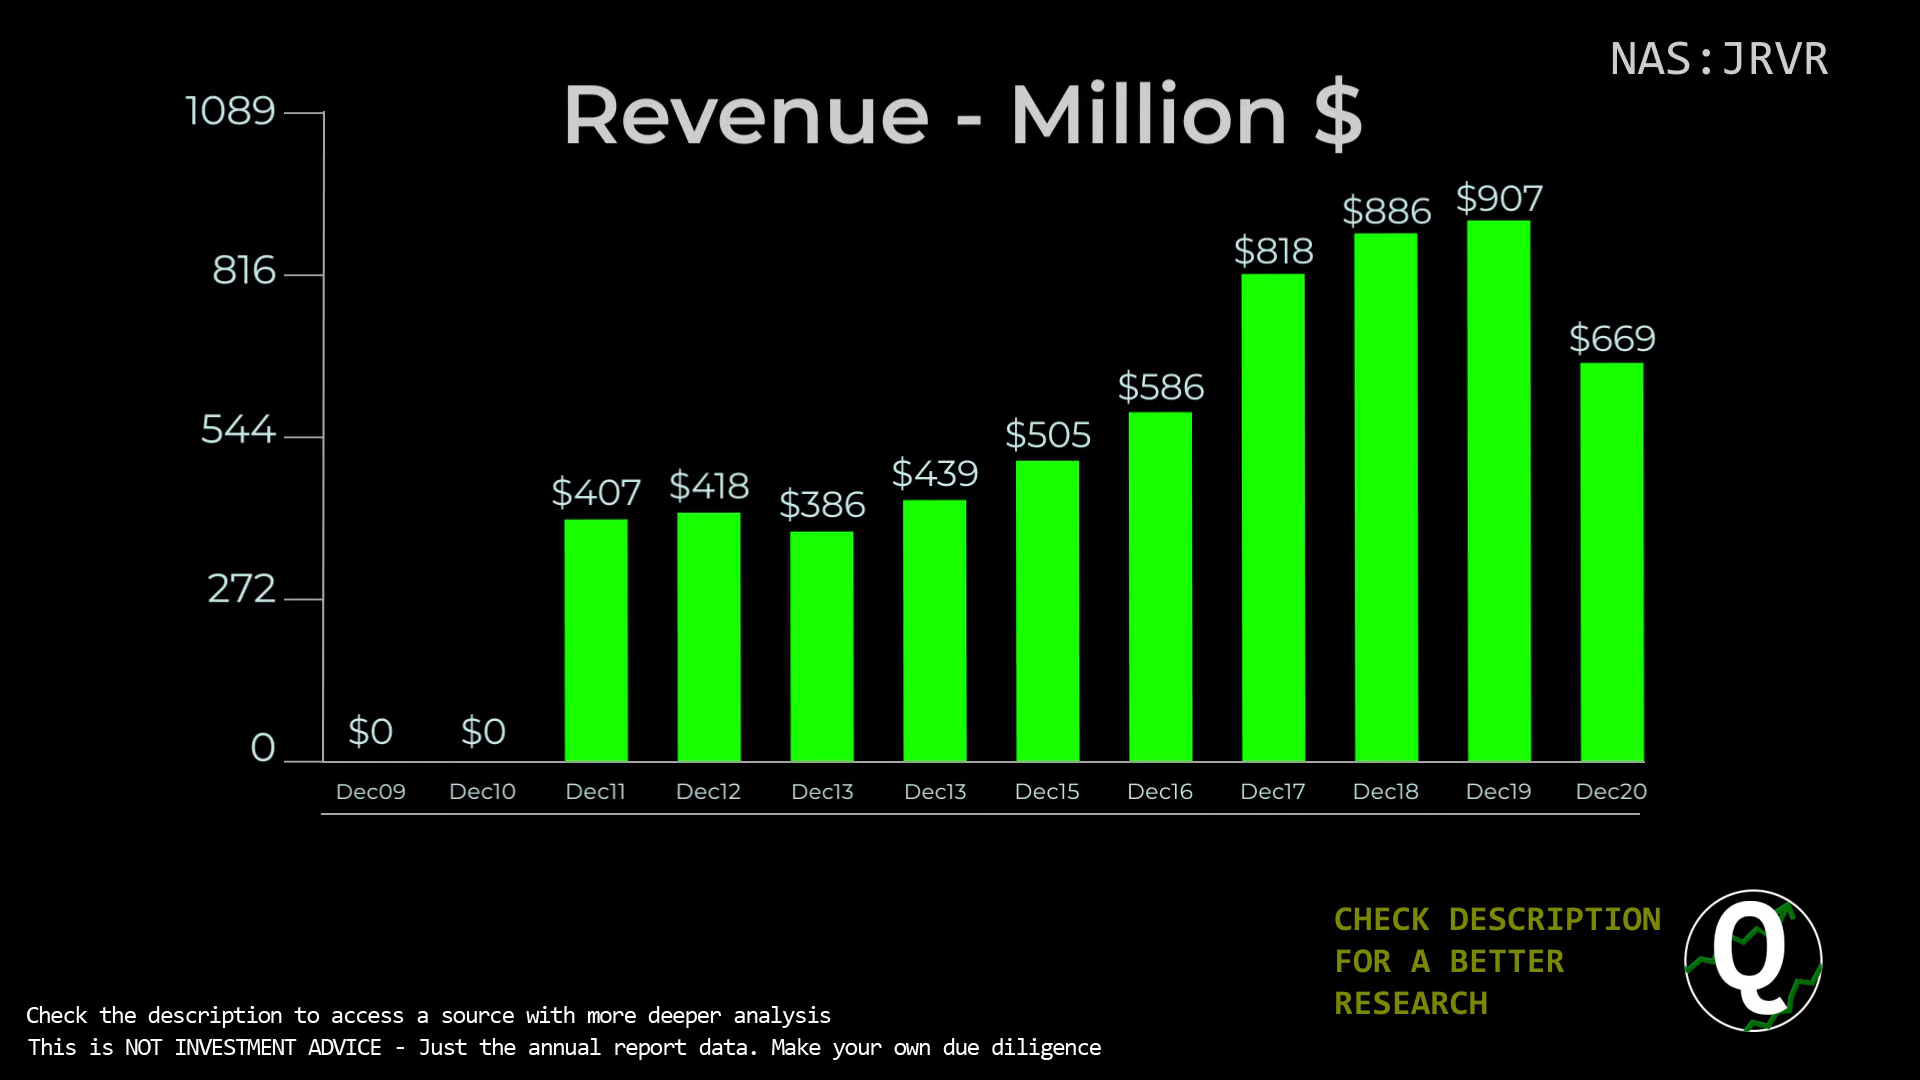 NAS:JRVR
Revenue - Million $
1089
816
544
272
0
$0
$0
$407
$418
$386
$439
$505
$586
$818
$886
$907
$669
Dec09
Dec10
Dec11
Dec12
Dec13
Dec13
Dec15
Dec16
Dec17
Dec18
Dec19
Dec20
CHECK DESCRIPTION
FOR A BETTER
RESEARCH
Q
Check the description to access a source with more deeper analysis
This is NOT INVESTMENT ADVICE - Just the annual report data. Make your own due diligence